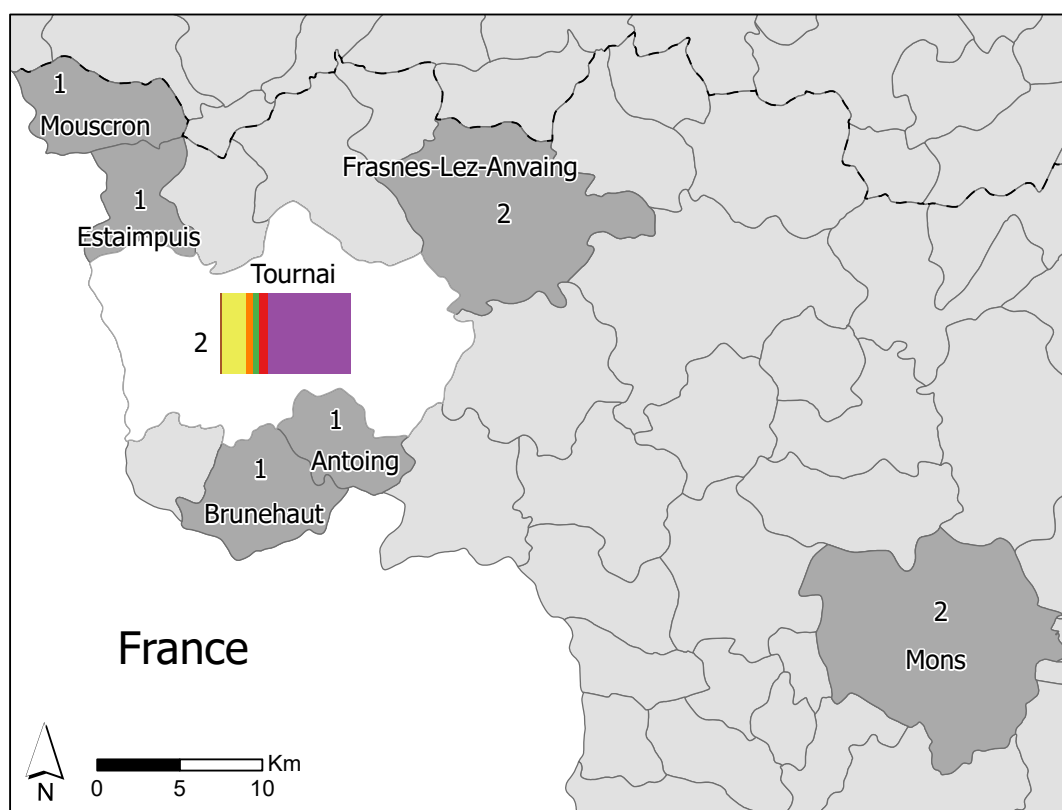 1
Mouscron
Frasnes-Lez-Anvaing
2
1
Estaimpuis
Tournai
2
1
Antoing
1
Brunehaut
2
Mons
France
N
0 5 10 Km